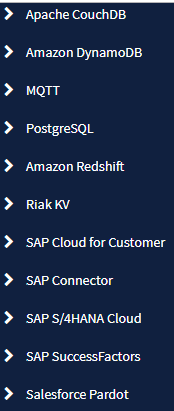 Apache CouchDB
Amazon DynamoDB
MQTT
PostgreSQL
Amazon Redshift
Riak KV
SAP Cloud for Customer
SAP Connector
SAP S/4HANA Cloud
SAP SuccessFactors
Salesforce Pardot